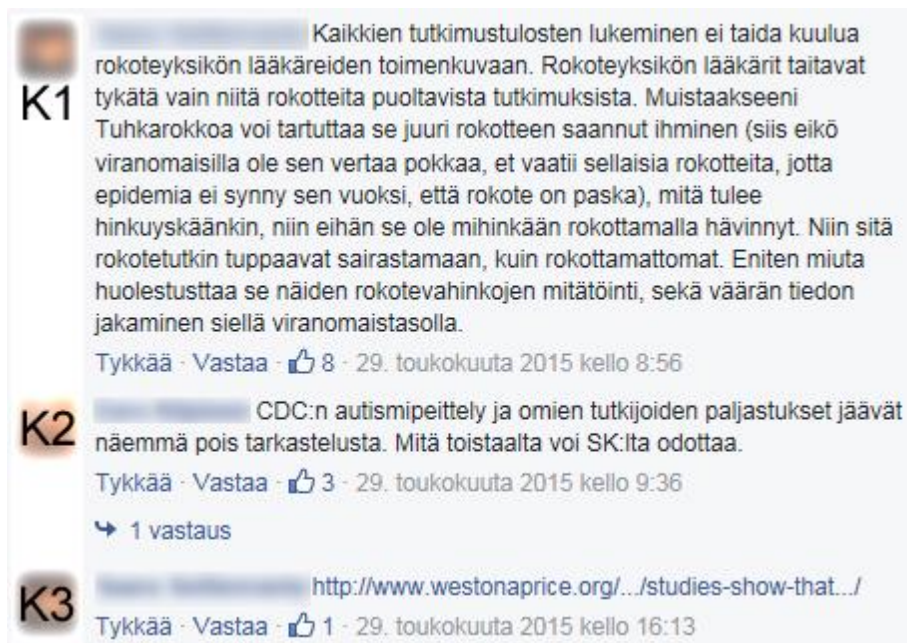 Kaikkien tutkimustulosten lukeminen ei taida kuulua
rokoteyksikön lääkäreiden toimenkuvaan. Rokoteyksikön lääkärit taitavat
K1 tykätä vain niitä rokotteita puoltavista tutkimuksista. Muistaakseeni
Tuhkarokkoa voi tartuttaa se juuri rokotteen saannut ihminen (siis eikö
viranomaisilla ole sen vertaa pokkaa, et vaatii sellaisia rokotteita, jotta
epidemia ei synny sen vuoksi, että rokote on paska), mitä tulee
hinkuyskäänkin, niin eihän se ole mihinkään rokottamalla hävinnyt. Niin sitä
rokotetutkin tuppaavat sairastamaan, kuin rokottamattomat. Eniten miuta
huolestusttaa se näiden rokotevahinkojen mitätöinti, sekä väärän tiedon
jakaminen siellä viranomaistasolla.
Tykkää · Vastaa · 8 · 29. toukokuuta 2015 kello 8:56
K2 CDC:n autismipeittely ja omien tutkijoiden paljastukset jäävät
näemmä pois tarkastelusta. Mitä toistaalta voi SK:lta odottaa.
Tykkää · Vastaa · 3 · 29. toukokuuta 2015 kello 9:36
1 vastaus
K3 http://www.westonaprice.org/.../studies-show-that.../
Tykkää · Vastaa · 1 · 29. toukokuuta 2015 kello 16:13